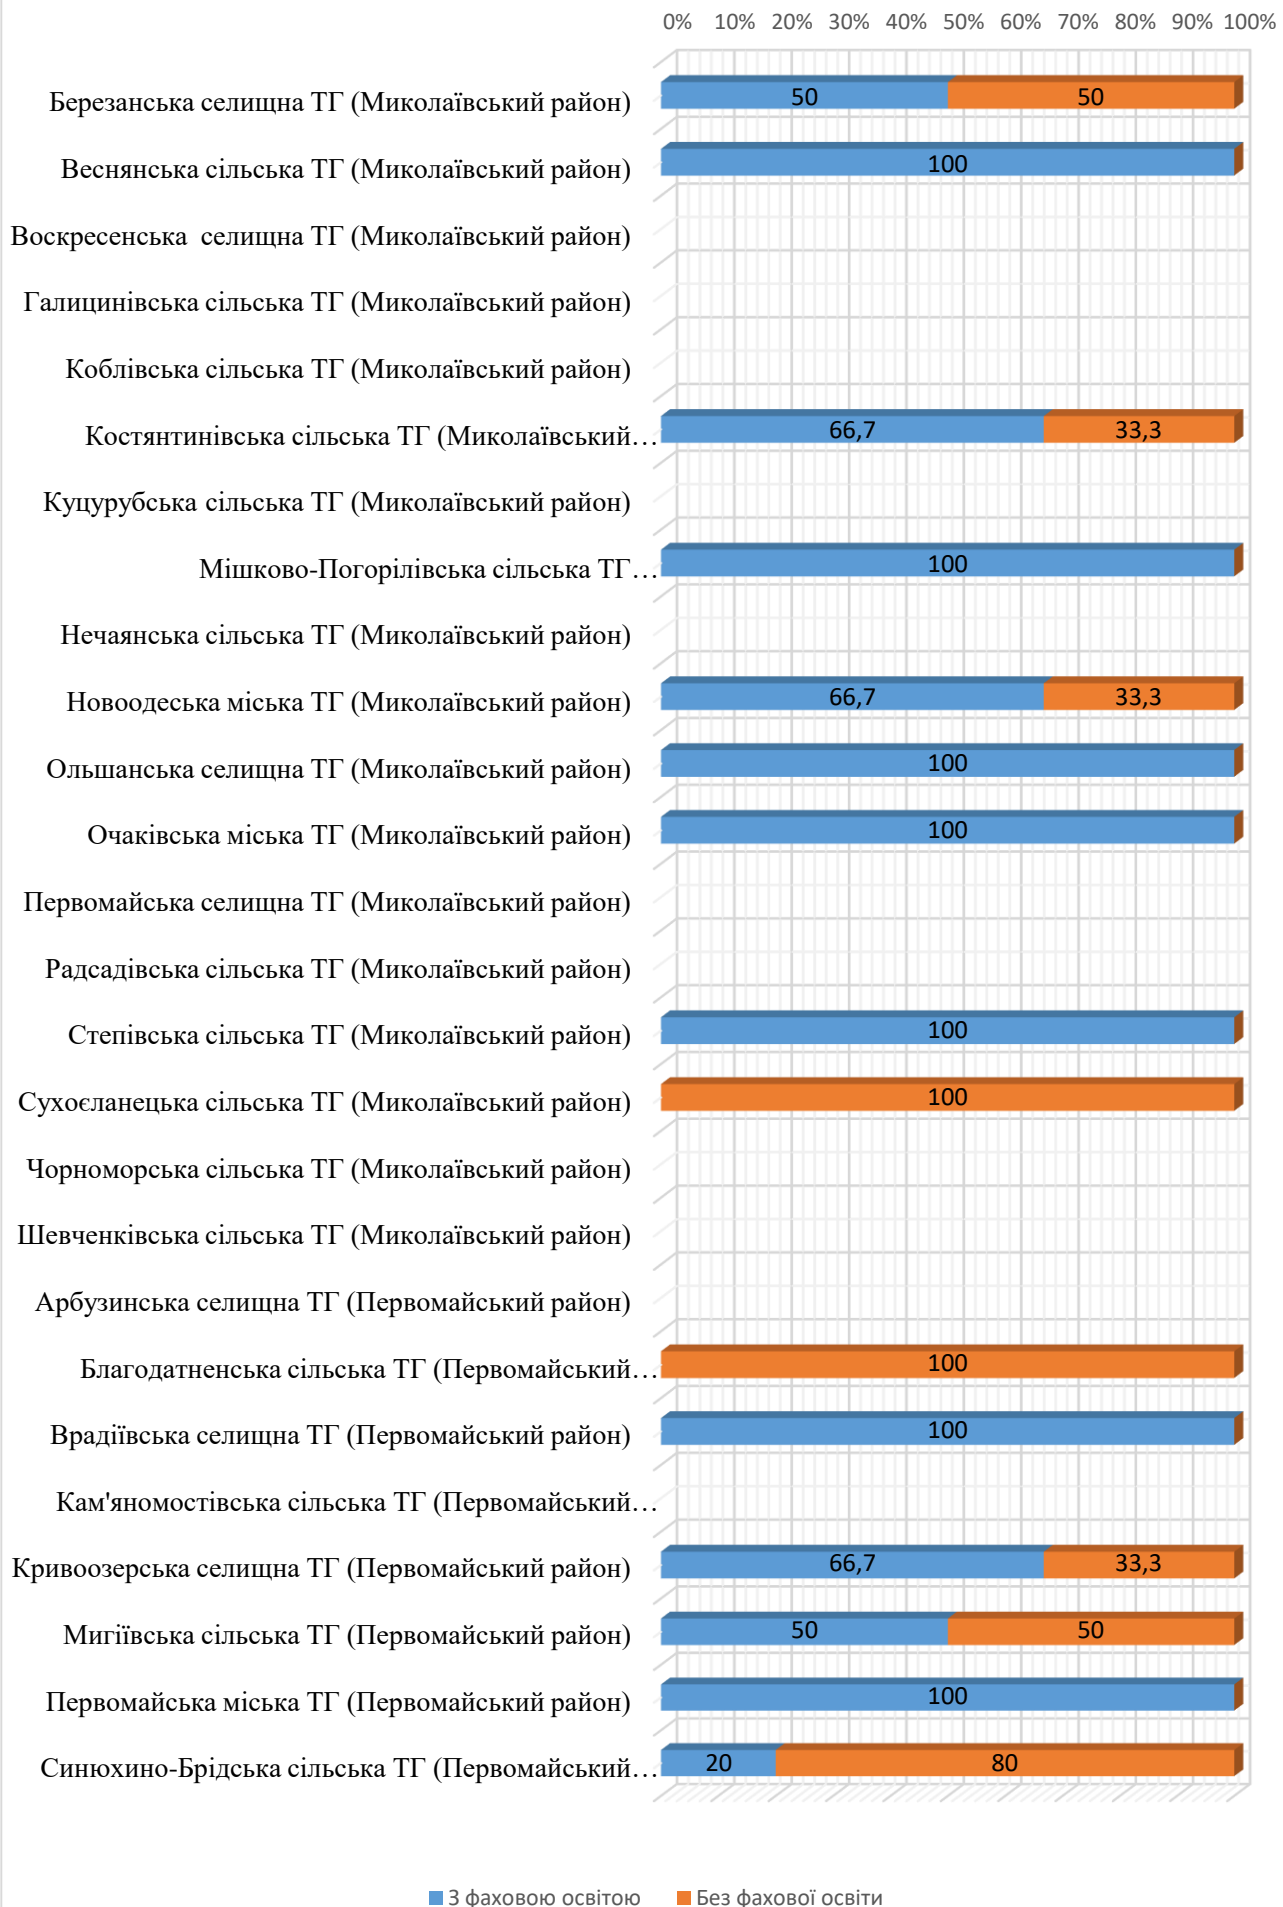 0% 10% 20% 30% 40% 50% 60% 70% 80% 90% 100%
Березанська селищна ТГ (Миколаївський район) 50 50
Веснянська сільська ТГ (Миколаївський район) 100
Воскресенська селищна ТГ (Миколаївський район)
Галицинівська сільська ТГ (Миколаївський район)
Коблівська сільська ТГ (Миколаївський район)
Костянтинівська сільська ТГ (Миколаївський… 66,7 33,3
Куцурубська сільська ТГ (Миколаївський район)
Мішково-Погорілівська сільська ТГ… 100
Нечаянська сільська ТГ (Миколаївський район)
Новоодеська міська ТГ (Миколаївський район) 66,7 33,3
Ольшанська селищна ТГ (Миколаївський район) 100
Очаківська міська ТГ (Миколаївський район) 100
Первомайська селищна ТГ (Миколаївський район)
Радсадівська сільська ТГ (Миколаївський район)
Степівська сільська ТГ (Миколаївський район) 100
Сухоєланецька сільська ТГ (Миколаївський район) 100
Чорноморська сільська ТГ (Миколаївський район)
Шевченківська сільська ТГ (Миколаївський район)
Арбузинська селищна ТГ (Первомайський район)
Благодатненська сільська ТГ (Первомайський… 100
Врадіївська селищна ТГ (Первомайський район) 100
Кам'яномостівська сільська ТГ (Первомайський…
Кривоозерська селищна ТГ (Первомайський район) 66,7 33,3
Мигіївська сільська ТГ (Первомайський район) 50 50
Первомайська міська ТГ (Первомайський район) 100
Синюхино-Брідська сільська ТГ (Первомайський… 20 80
З фаховою освітою Без фахової освіти